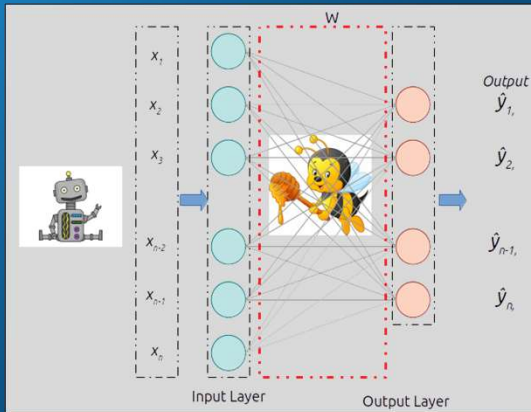 W
x1
x2
x3
xn-2
xn-1
xn
Output
ŷ1,
ŷ2,
ŷn-1,
ŷn,
Input Layer
Output Layer